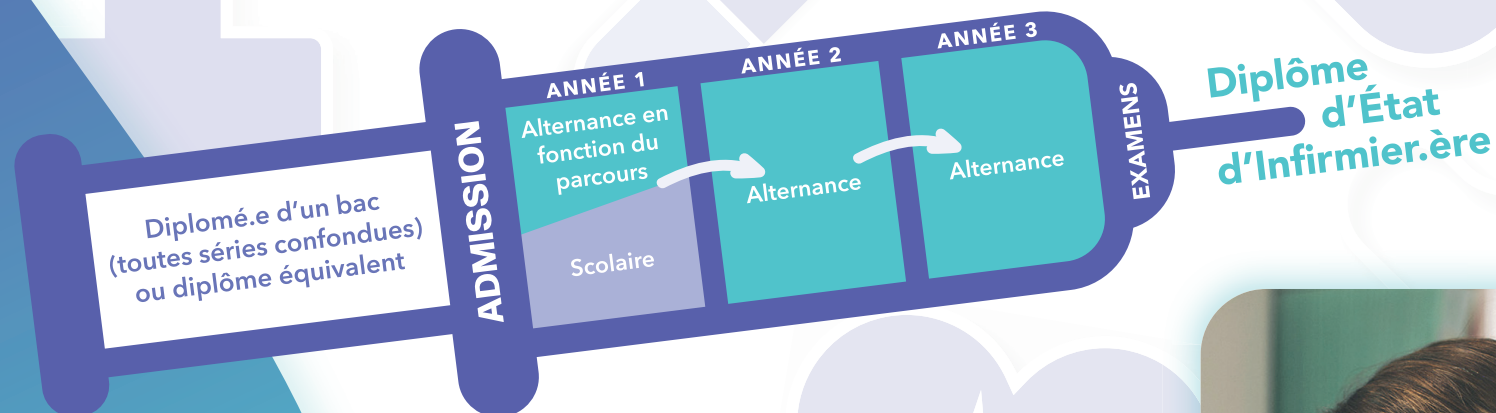 Diplomé.e d'un bac
(toutes séries confondues)
ou diplôme équivalent
ADMISSION
ANNÉE 1
Alternance en
fonction du
parcours
Scolaire
ANNÉE 2
Alternance
ANNÉE 3
Alternance
EXAMENS
Diplôme
d'État
d'Infirmier.ère